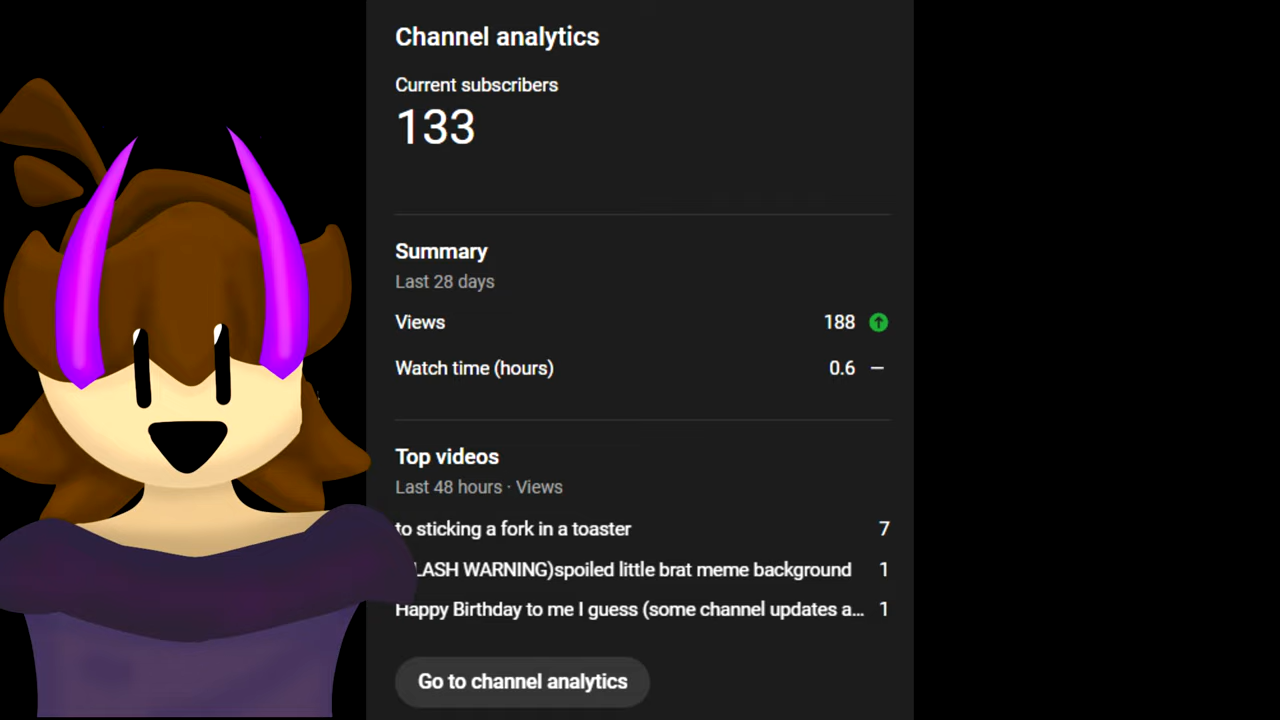 Channel analytics
Current subscribers
133
Summary
Last 28 days
Views 188
Watch time (hours) 0.6 —
Top videos
Last 48 hours · Views
to sticking a fork in a toaster 7
LASH WARNING)spoiled little brat meme background 1
Happy Birthday to me I guess (some channel updates a... 1
Go to channel analytics